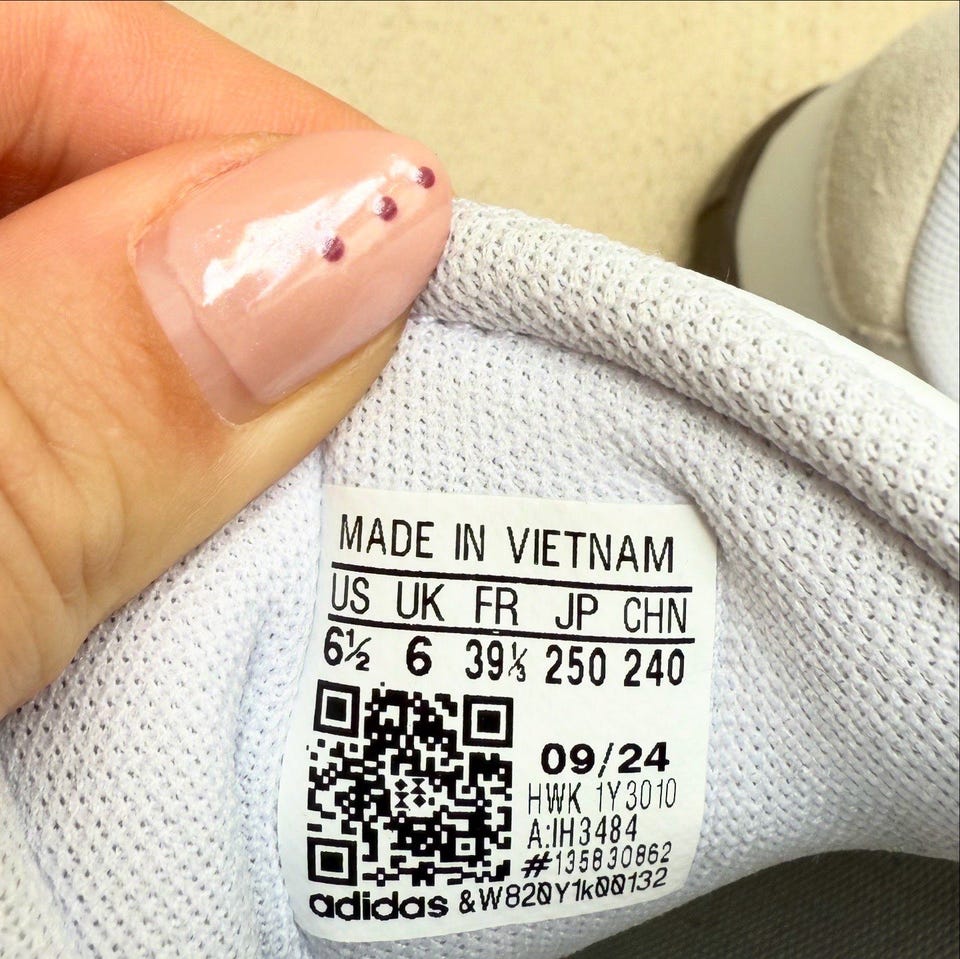 MADE IN VIETNAM
US UK FR JP CHN
6½ 6 39⅓ 250 240
09/24
HWK 1Y3010
A:IH3484
#135830862
adidas &W820Y1k00132